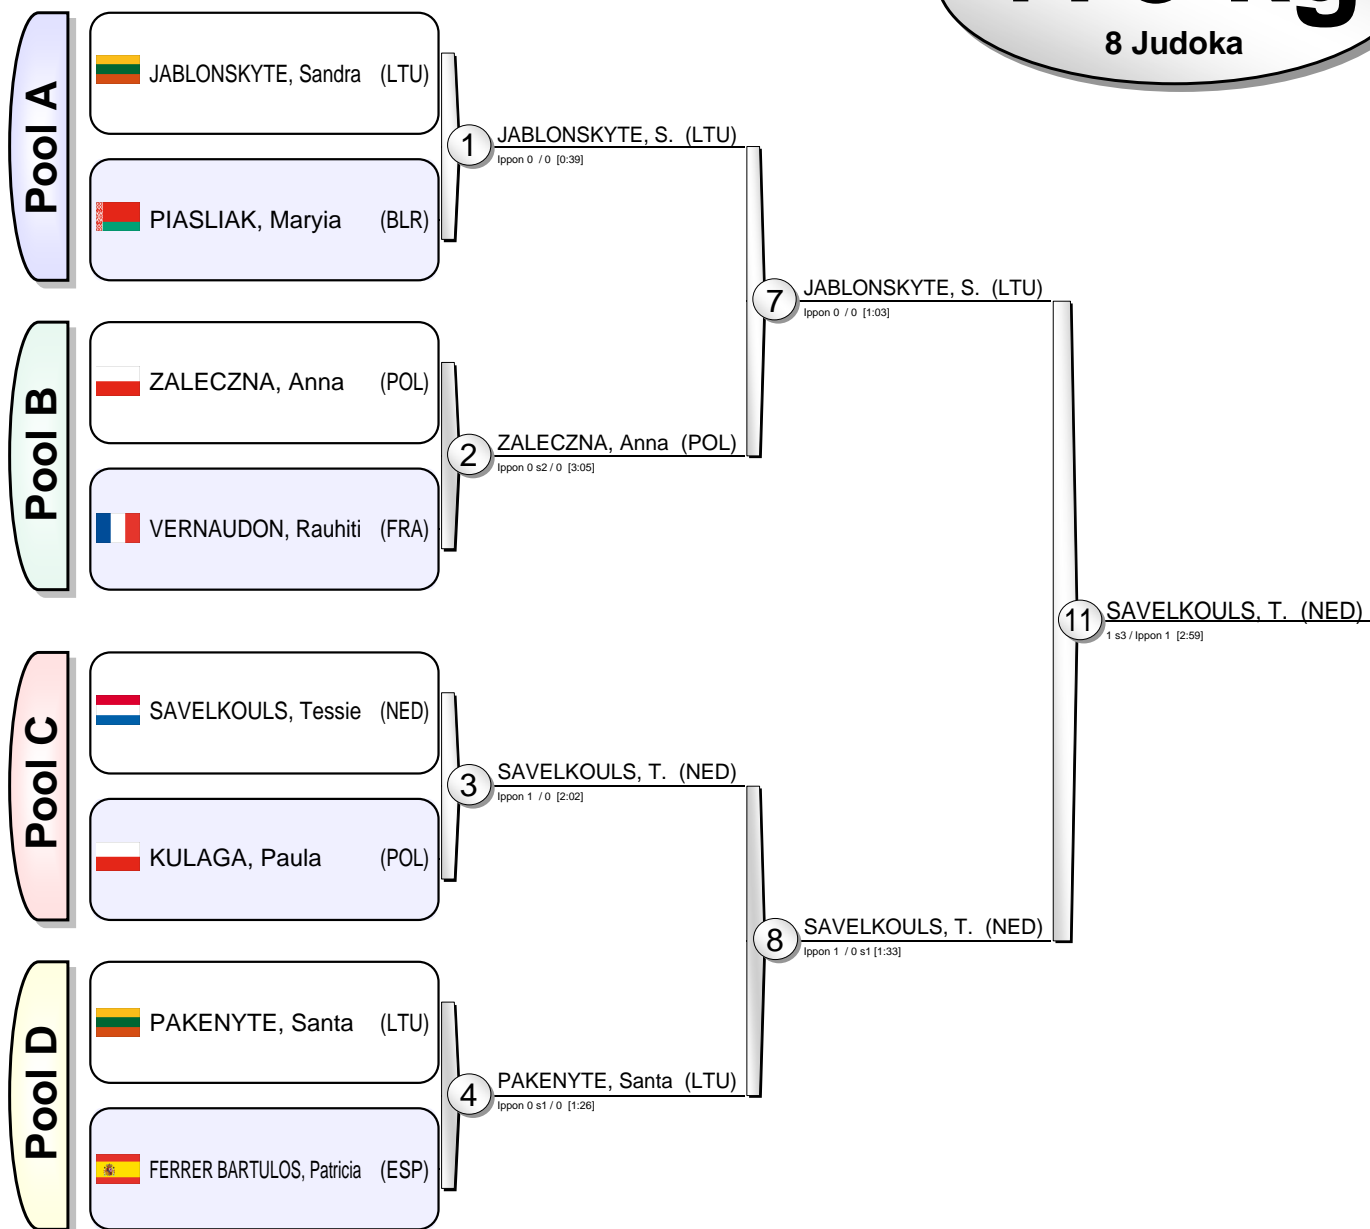 8 Judoka
Pool A
JABLONSKYTE, Sandra (LTU)
PIASLIAK, Maryia (BLR)
1 JABLONSKYTE, S. (LTU)
Ippon 0 / 0 [0:39]
Pool B
ZALECZNA, Anna (POL)
VERNAUDON, Rauhiti (FRA)
2 ZALECZNA, Anna (POL)
Ippon 0 s2 / 0 [3:05]
7 JABLONSKYTE, S. (LTU)
Ippon 0 / 0 [1:03]
Pool C
SAVELKOULS, Tessie (NED)
KULAGA, Paula (POL)
3 SAVELKOULS, T. (NED)
Ippon 1 / 0 [2:02]
Pool D
PAKENYTE, Santa (LTU)
FERRER BARTULOS, Patricia (ESP)
4 PAKENYTE, Santa (LTU)
Ippon 0 s1 / 0 [1:26]
8 SAVELKOULS, T. (NED)
Ippon 1 / 0 s1 [1:33]
11 SAVELKOULS, T. (NED)
1 s3 / Ippon 1 [2:59]